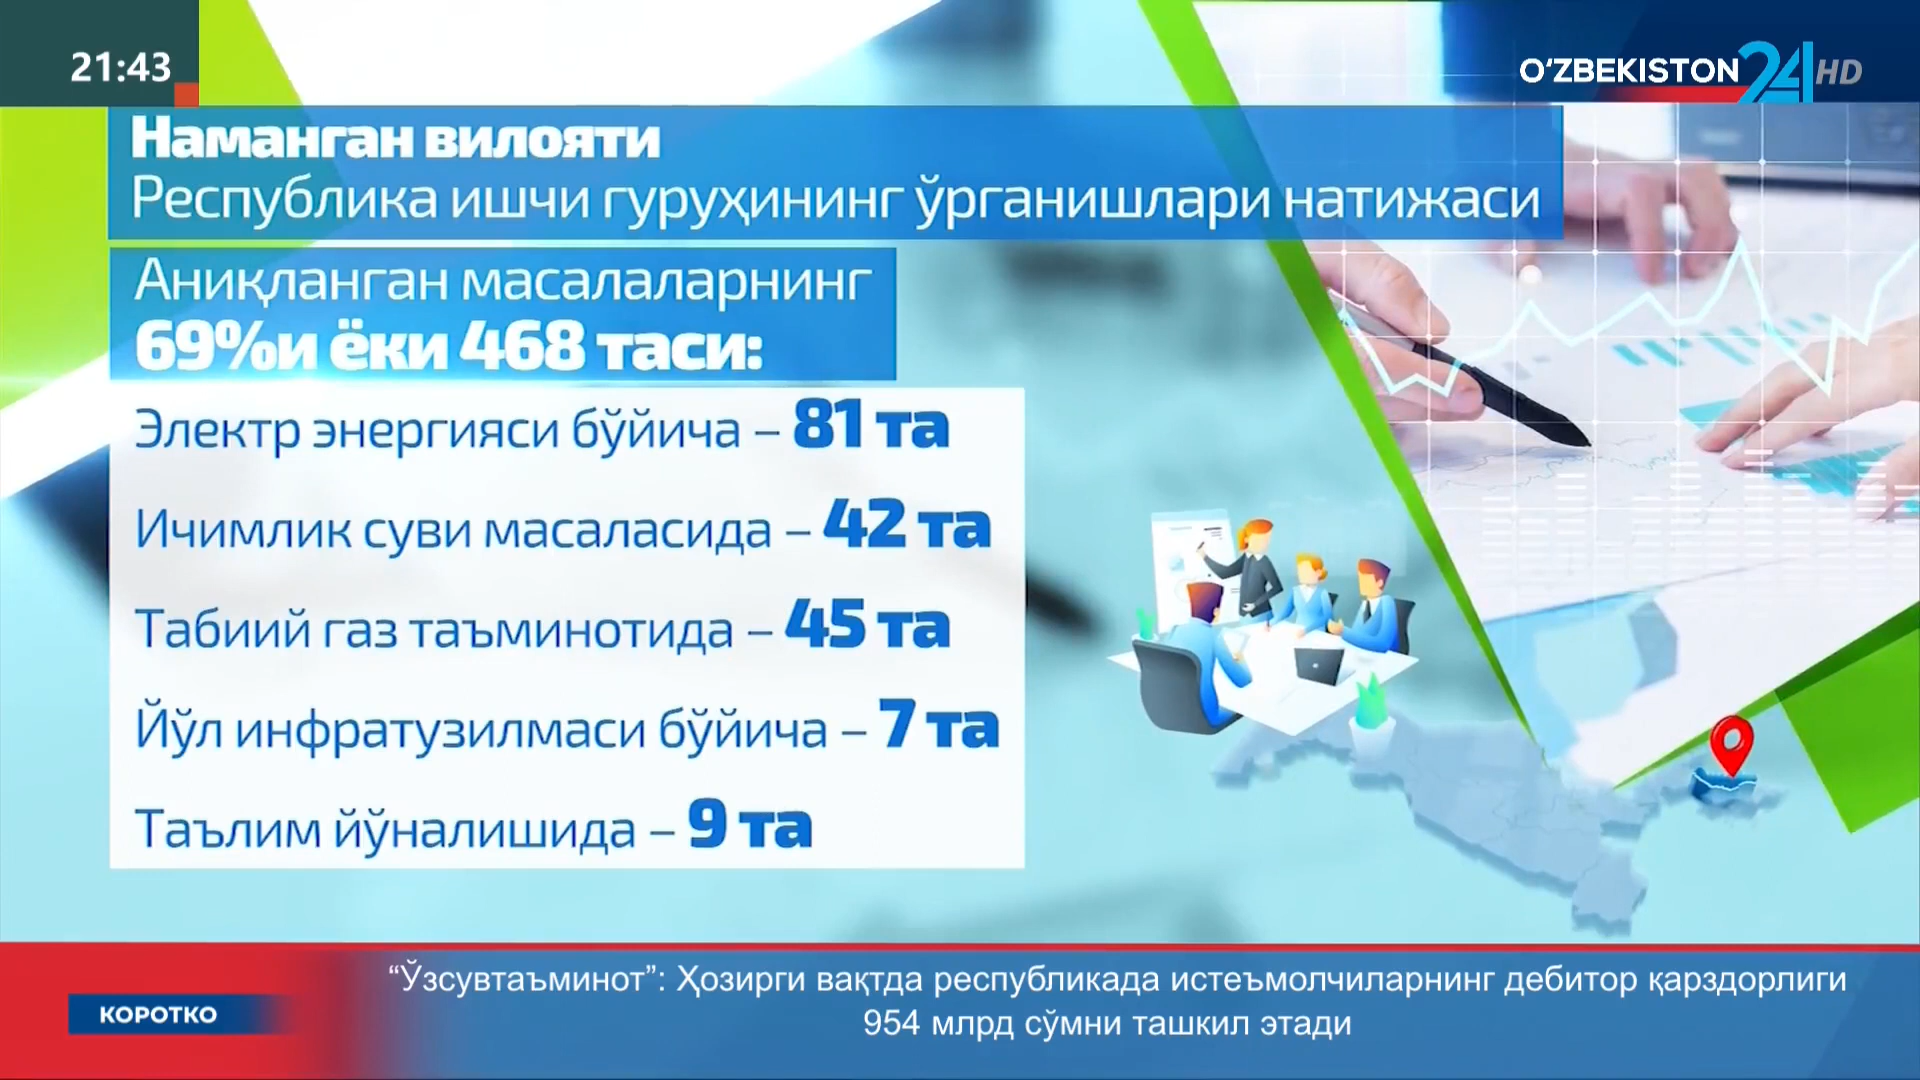 21:43
O‘ZBEKISTON 24 HD
Наманган вилояти
Республика ишчи гуруҳининг ўрганишлари натижаси
Аниқланган масалаларнинг
69%и ёки 468 таси:
Электр энергияси бўйича – 81 та
Ичимлик суви масаласида – 42 та
Табиий газ таъминотида – 45 та
Йўл инфратузилмаси бўйича – 7 та
Таълим йўналишида – 9 та
“Ўзсувтаъминот”: Ҳозирги вақтда республикада истеъмолчиларнинг дебитор қарздорлиги
954 млрд сўмни ташкил этади
КОРОТКО